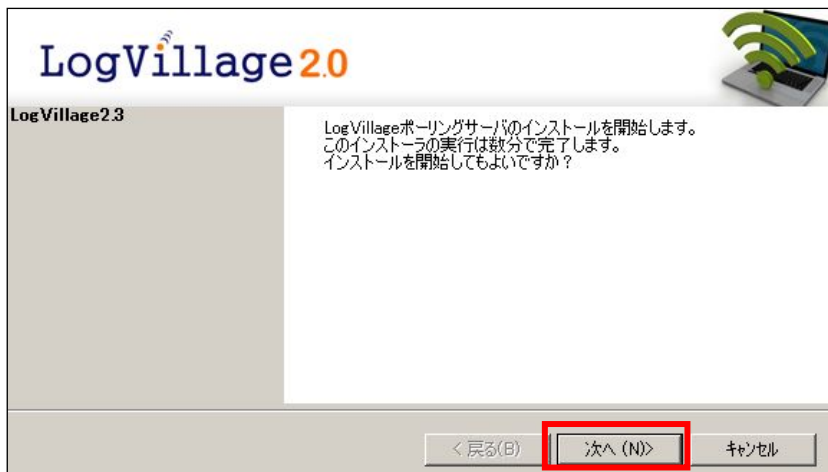 LogVillage 2.0
LogVillage2.3
LogVillageポーリングサーバのインストールを開始します。
このインストーラの実行は数分で完了します。
インストールを開始してもよいですか？
< 戻る(B)
次へ (N)>
キャンセル